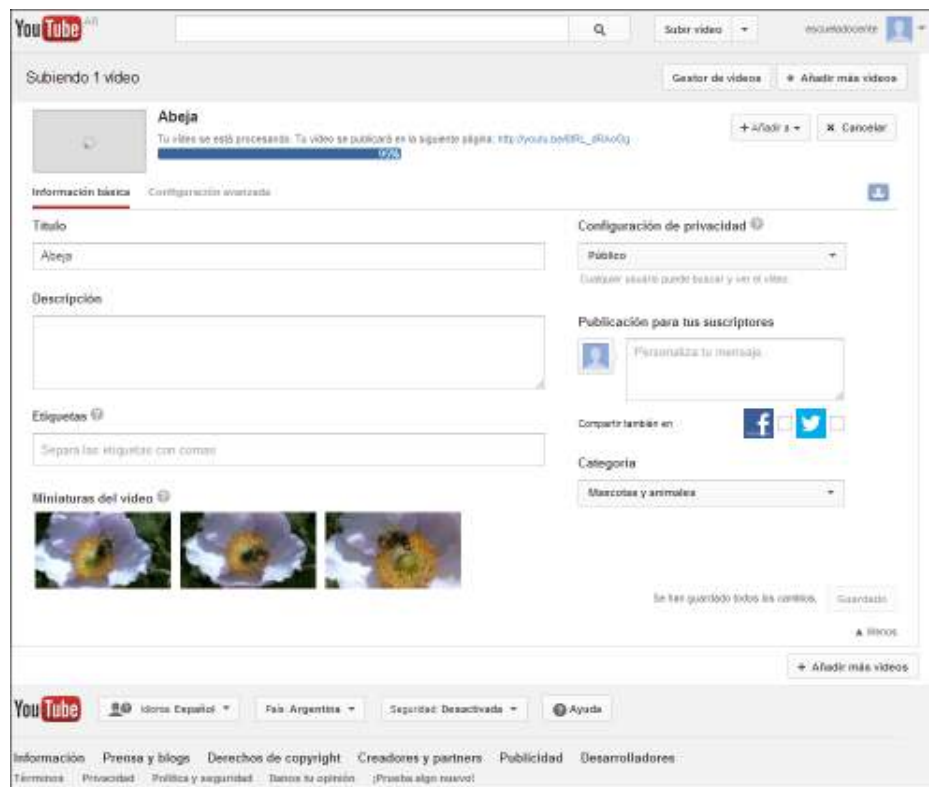 YouTube AR
Subir video
escueladocente
Subiendo 1 video
Gestor de videos
+ Añadir más videos
Abeja
Tu video se está procesando. Tu video se publicará en la siguiente página:
95%
+ Añadir a
× Cancelar
Información básica
Configuración avanzada
Título
Abeja
Descripción
Etiquetas
Separa las etiquetas con comas
Miniaturas del video
Configuración de privacidad
Público
Cualquier usuario puede buscar y ver el video.
Publicación para tus suscriptores
Personaliza tu mensaje.
Compartir también en
Categoría
Mascotas y animales
Se han guardado todos los cambios.
Guardado
▲ Menos
+ Añadir más videos
YouTube
Idioma: Español
País: Argentina
Seguridad: Desactivada
Ayuda
Información Prensa y blogs Derechos de copyright Creadores y partners Publicidad Desarrolladores
Términos Privacidad Política y seguridad Danos tu opinión ¡Prueba algo nuevo!